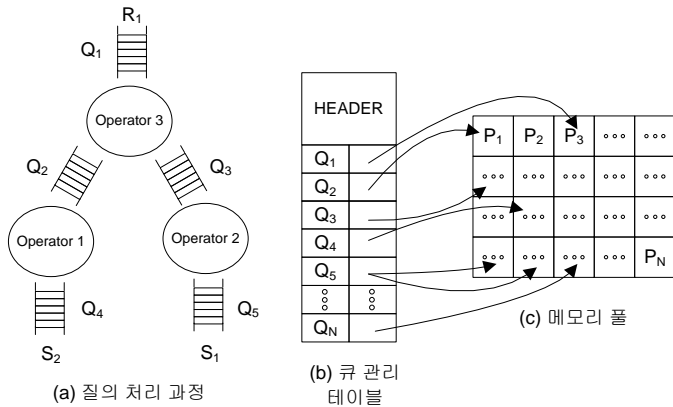 R1
Q1
Operator 3
Q2
Q3
Operator 1
Operator 2
Q4
Q5
S2
S1
(a) 질의 처리 과정
HEADER
Q1
Q2
Q3
Q4
Q5
°°°
°°°
QN
(b) 큐 관리
테이블
P1 P2 P3 °°° °°°
°°° °°° °°° °°° °°°
°°° °°° °°° °°° °°°
°°° °°° °°° °°° PN
(c) 메모리 풀